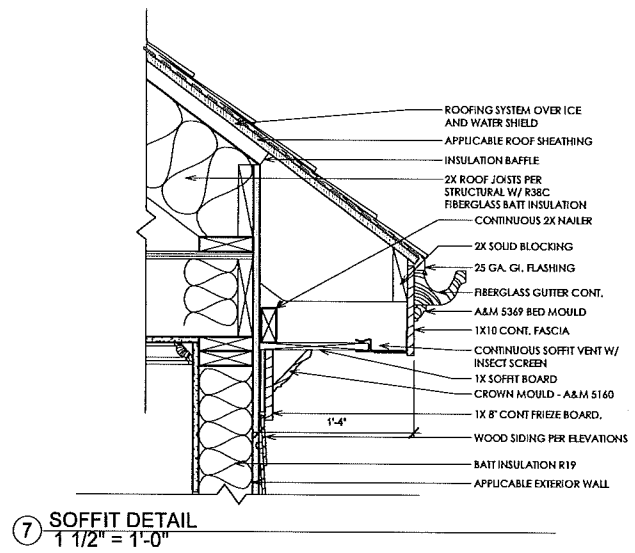 ROOFING SYSTEM OVER ICE
AND WATER SHIELD
APPLICABLE ROOF SHEATHING
INSULATION BAFFLE
2X ROOF JOISTS PER
STRUCTURAL W/ R38C
FIBERGLASS BATT INSULATION
CONTINUOUS 2X NAILER
2X SOLID BLOCKING
25 GA. GI. FLASHING
FIBERGLASS GUTTER CONT.
A&M 5369 BED MOULD
1X10 CONT. FASCIA
CONTINUOUS SOFFIT VENT W/
INSECT SCREEN
1X SOFFIT BOARD
CROWN MOULD - A&M 5160
1X 8" CONT FRIEZE BOARD.
1'-4"
WOOD SIDING PER ELEVATIONS
BATT INSULATION R19
APPLICABLE EXTERIOR WALL
7 SOFFIT DETAIL
1 1/2" = 1'-0"